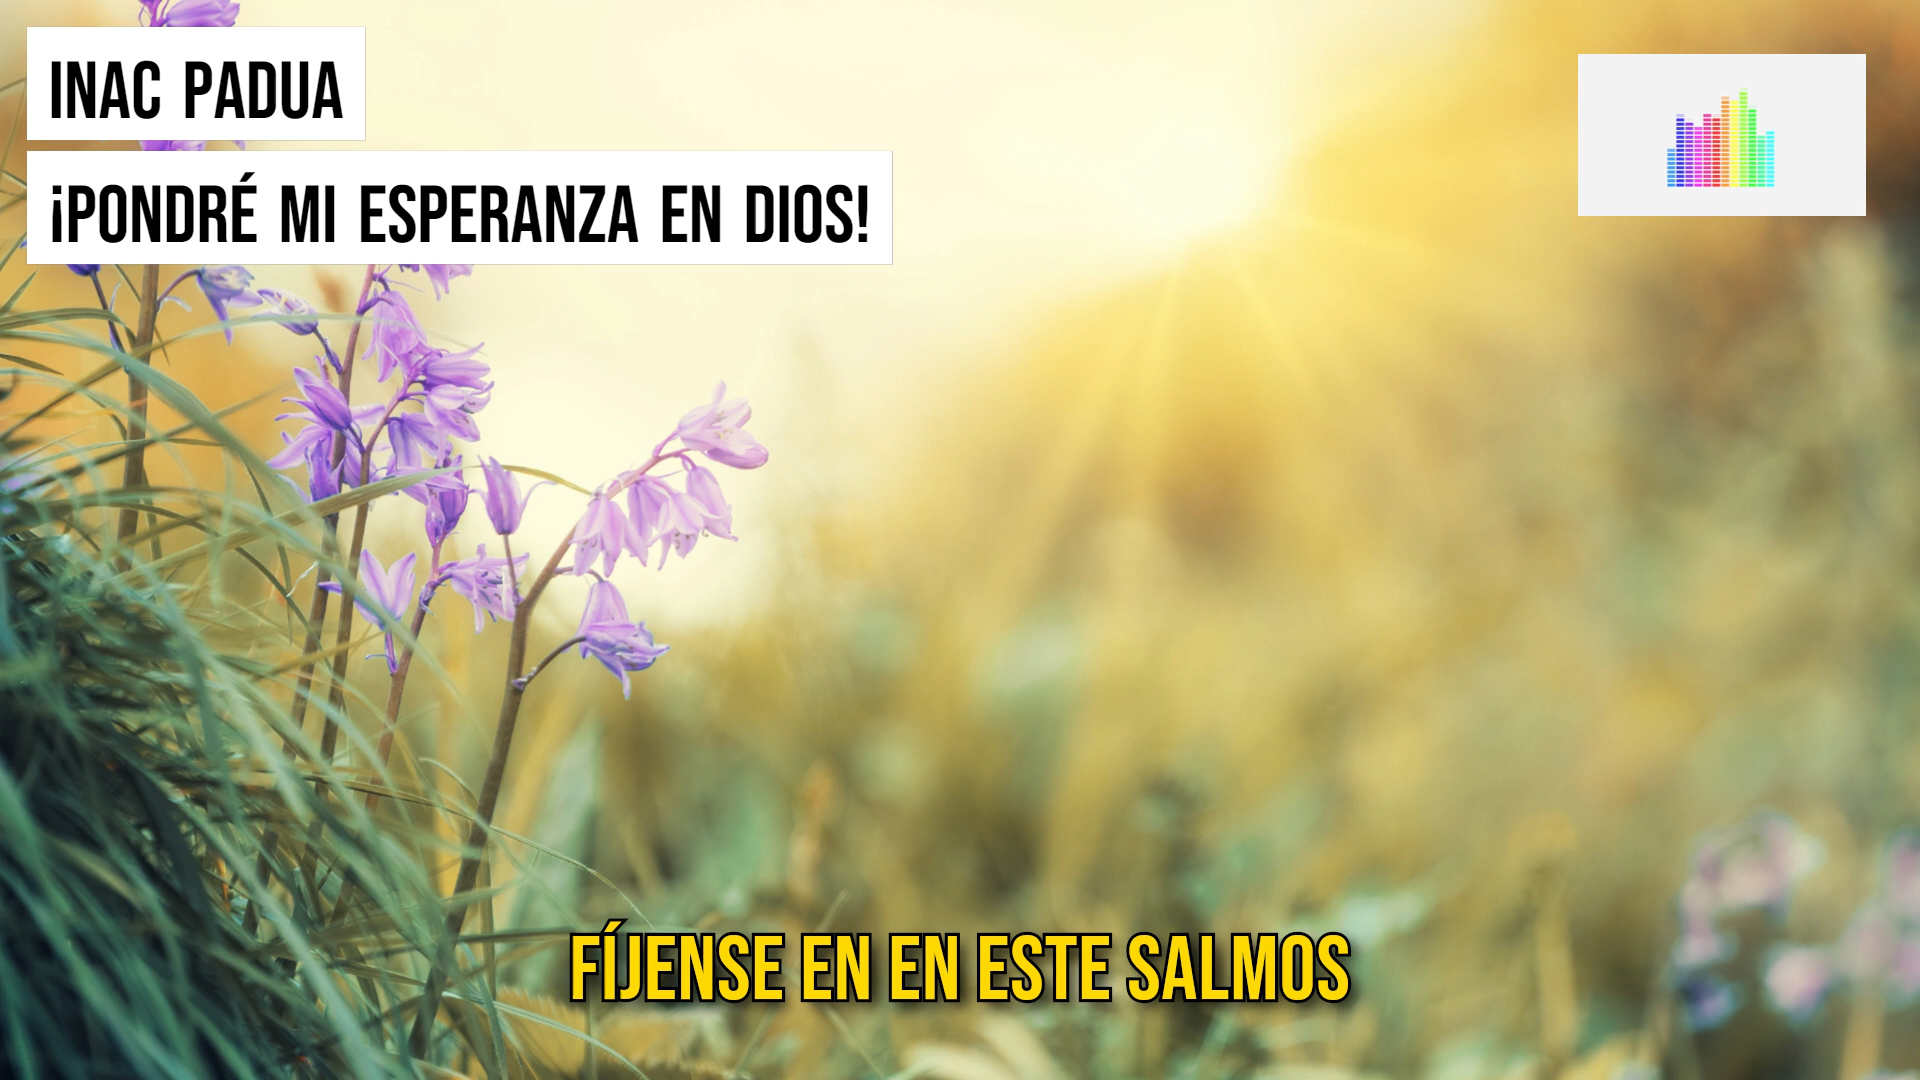 INAC PADUA
¡PONDRÉ MI ESPERANZA EN DIOS!
FÍJENSE EN EN ESTE SALMOS